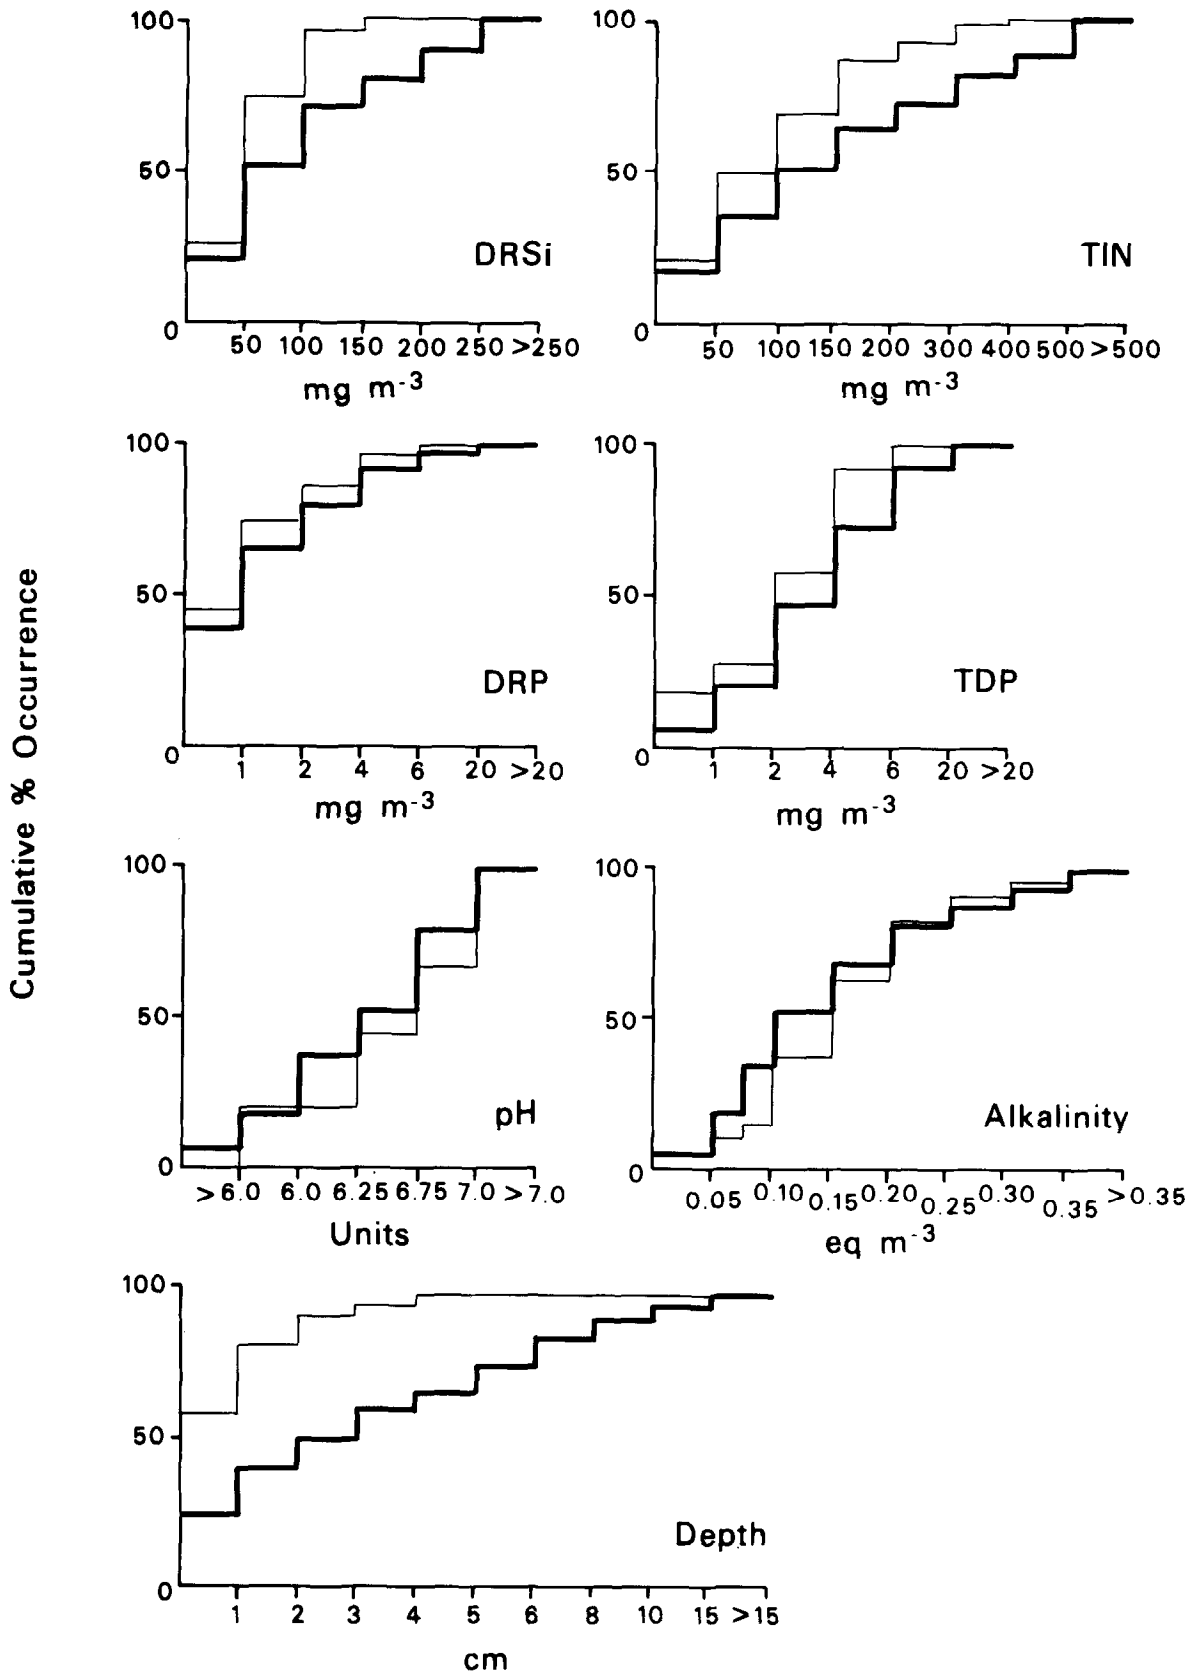 Cumulative % Occurrence
100
50
0
DRSi
50 100 150 200 250 >250
mg m-3
100
50
0
TIN
50 100 150 200 300 400 500 >500
mg m-3
100
50
0
DRP
1 2 4 6 20 >20
mg m-3
100
50
0
TDP
1 2 4 6 20 >20
mg m-3
100
50
0
pH
>6.0 6.0 6.25 6.75 7.0 >7.0
Units
100
50
0
Alkalinity
0.05 0.10 0.15 0.20 0.25 0.30 0.35 >0.35
eq m-3
100
50
0
Depth
1 2 3 4 5 6 8 10 15 >15
cm